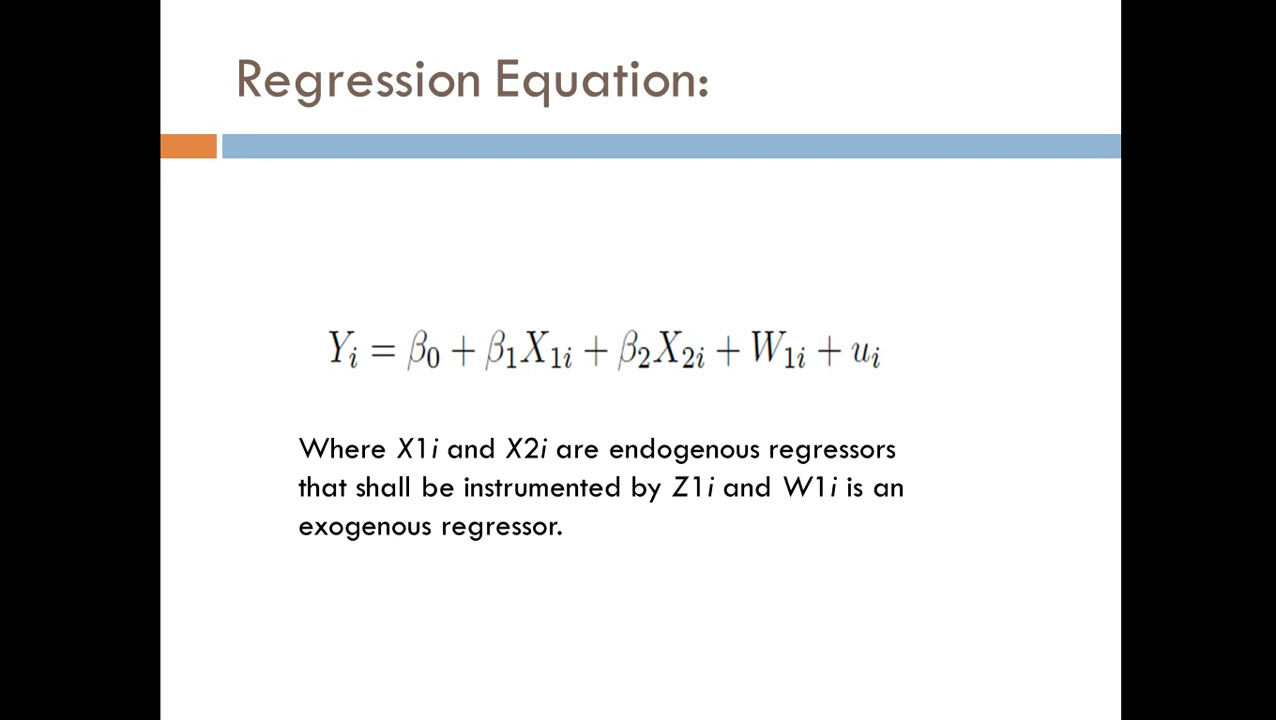 Regression Equation:
Yᵢ = β₀ + β₁X₁ᵢ + β₂X₂ᵢ + W₁ᵢ + uᵢ
Where X1i and X2i are endogenous regressors
that shall be instrumented by Z1i and W1i is an
exogenous regressor.